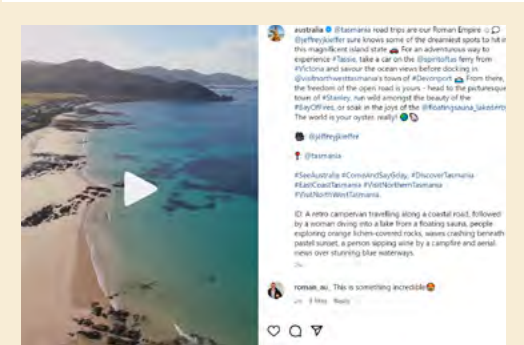 australia @tasmania road trips are our Roman Empire
@jeffreykieffer sure knows some of the dreamiest spots to hit in
this magnificent island state 🚗 For an adventurous way to
experience #Tassie, take a car on the @spiritoftas ferry from
#Victoria and savour the ocean views before docking in
@visitnorthwesttasmania's town of #Devonport From there,
the freedom of the open road is yours - head to the picturesque
town of #Stanley, run wild amongst the beauty of the
#BayOfFires, or soak in the joys of the
The world is your oyster, really!
@jeffreykieffer
📍 @tasmania
#SeeAustralia #ComeAndSayGday, #DiscoverTasmania
#EastCoastTasmania #VisitNorthernTasmania
#VisitNorthWestTasmania.
ID: A retro campervan travelling along a coastal road, followed
by a woman diving into a lake from a floating sauna, people
exploring orange lichen-covered rocks, waves crashing beneath
pastel sunset, a person sipping wine by a campfire and aerial
views over stunning blue waterways.
roman_au_ This is something incredible🤩
Reply